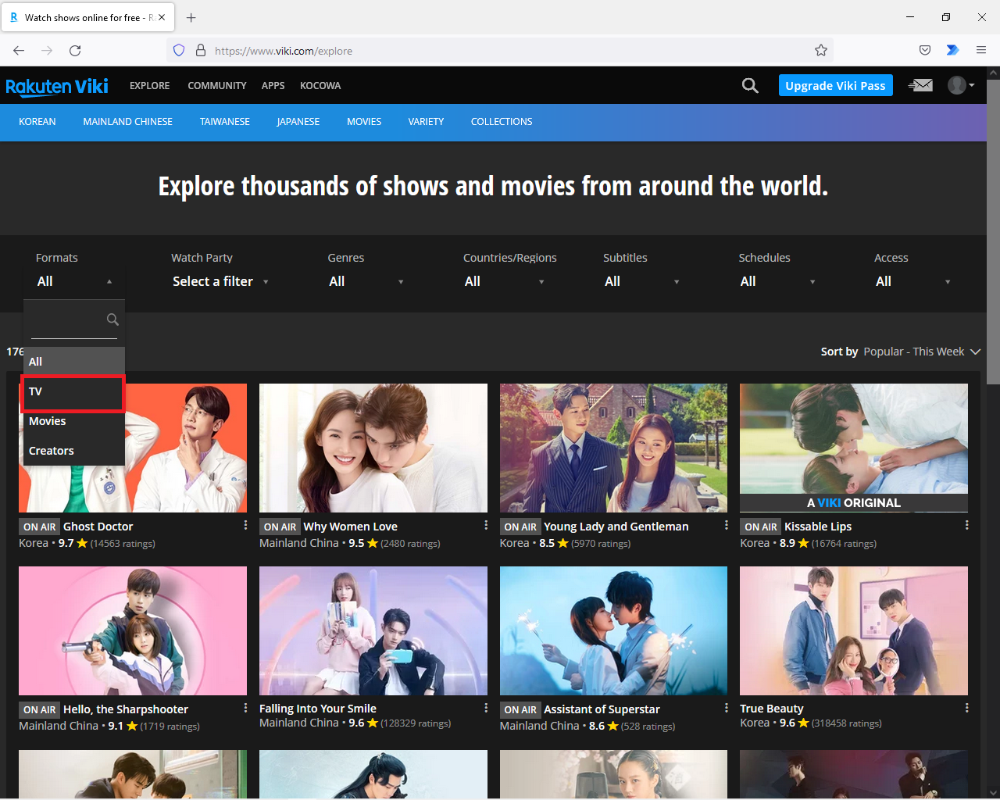 Watch shows online for free - R
https://www.viki.com/explore
Rakuten Viki
EXPLORE
COMMUNITY
APPS
KOCOWA
Upgrade Viki Pass
KOREAN
MAINLAND CHINESE
TAIWANESE
JAPANESE
MOVIES
VARIETY
COLLECTIONS
Explore thousands of shows and movies from around the world.
Formats
All
Watch Party
Select a filter
Genres
All
Countries/Regions
All
Subtitles
All
Schedules
All
Access
All
176
Sort by Popular - This Week
All
TV
Movies
Creators
A VIKI ORIGINAL
ON AIR Ghost Doctor
Korea • 9.7 (14563 ratings)
ON AIR Why Women Love
Mainland China • 9.5 (2480 ratings)
ON AIR Young Lady and Gentleman
Korea • 8.5 (5970 ratings)
ON AIR Kissable Lips
Korea • 8.9 (16764 ratings)
ON AIR Hello, the Sharpshooter
Mainland China • 9.1 (1719 ratings)
Falling Into Your Smile
Mainland China • 9.6 (128329 ratings)
ON AIR Assistant of Superstar
Mainland China • 8.6 (528 ratings)
True Beauty
Korea • 9.6 (318458 ratings)